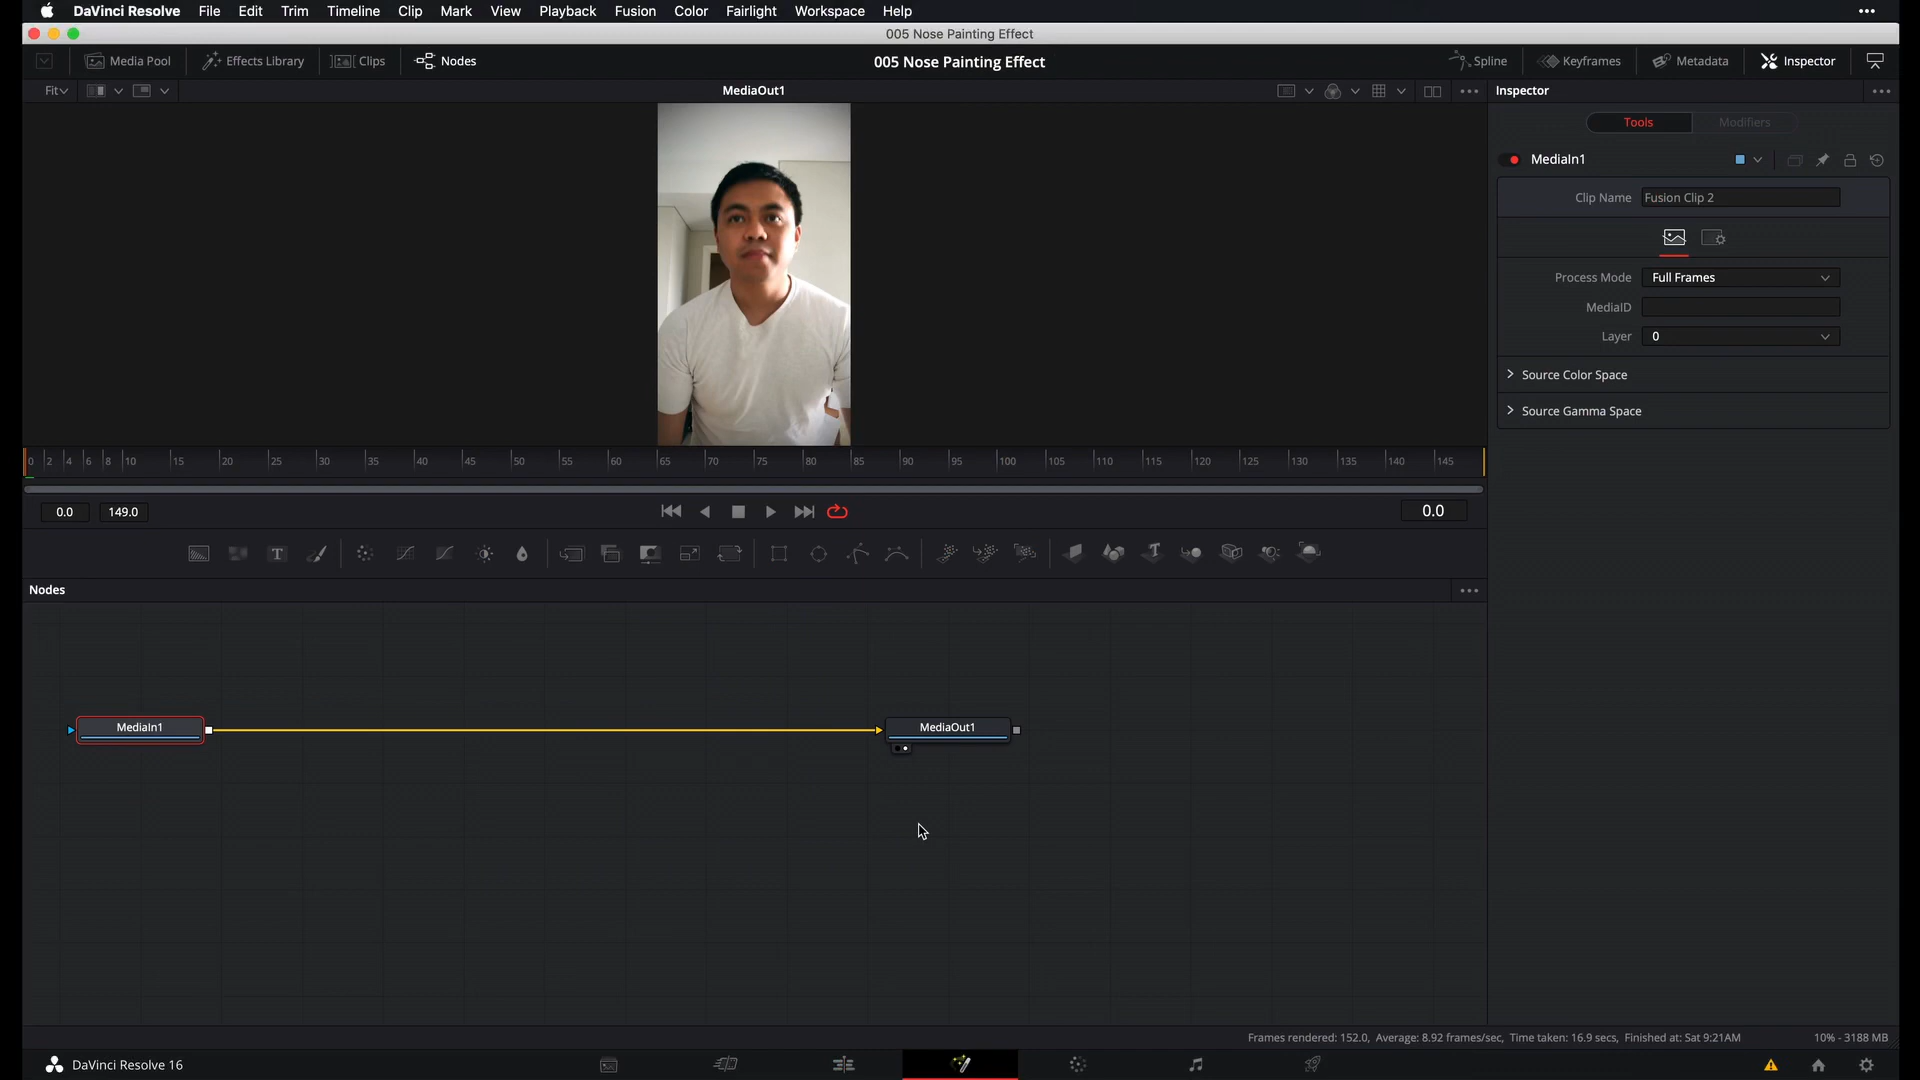 DaVinci Resolve File Edit Trim Timeline Clip Mark View Playback Fusion Color Fairlight Workspace Help
005 Nose Painting Effect
Media Pool Effects Library Clips Nodes 005 Nose Painting Effect Spline Keyframes Metadata Inspector
Fit MediaOut1 Inspector
Tools Modifiers
MediaIn1
Clip Name Fusion Clip 2
Process Mode Full Frames
MediaID
Layer 0
Source Color Space
Source Gamma Space
0 2 4 6 8 10 15 20 25 30 35 40 45 50 55 60 65 70 75 80 85 90 95 100 105 110 115 120 125 130 135 140 145
0.0 149.0 0.0
Nodes
MediaIn1 MediaOut1
Frames rendered: 152.0, Average: 8.92 frames/sec, Time taken: 16.9 secs, Finished at: Sat 9:21AM 10% - 3188 MB
DaVinci Resolve 16